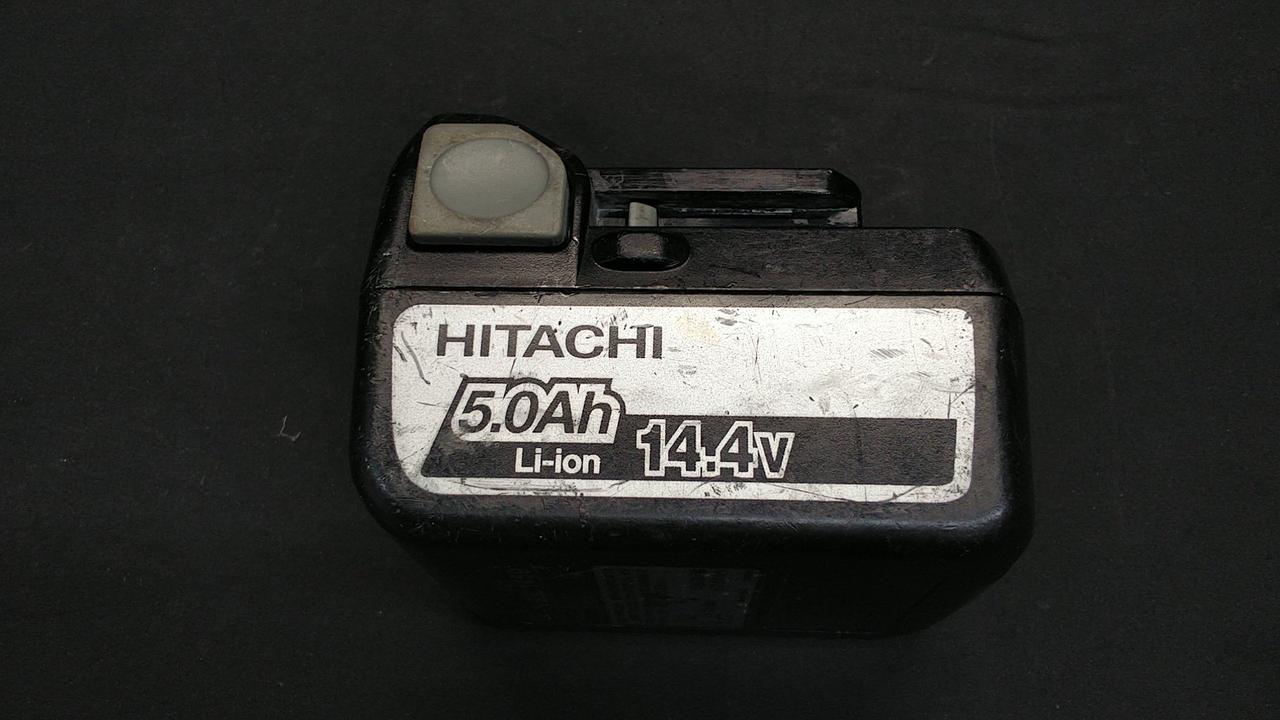 HITACHI
5.0Ah
Li-ion 14.4v